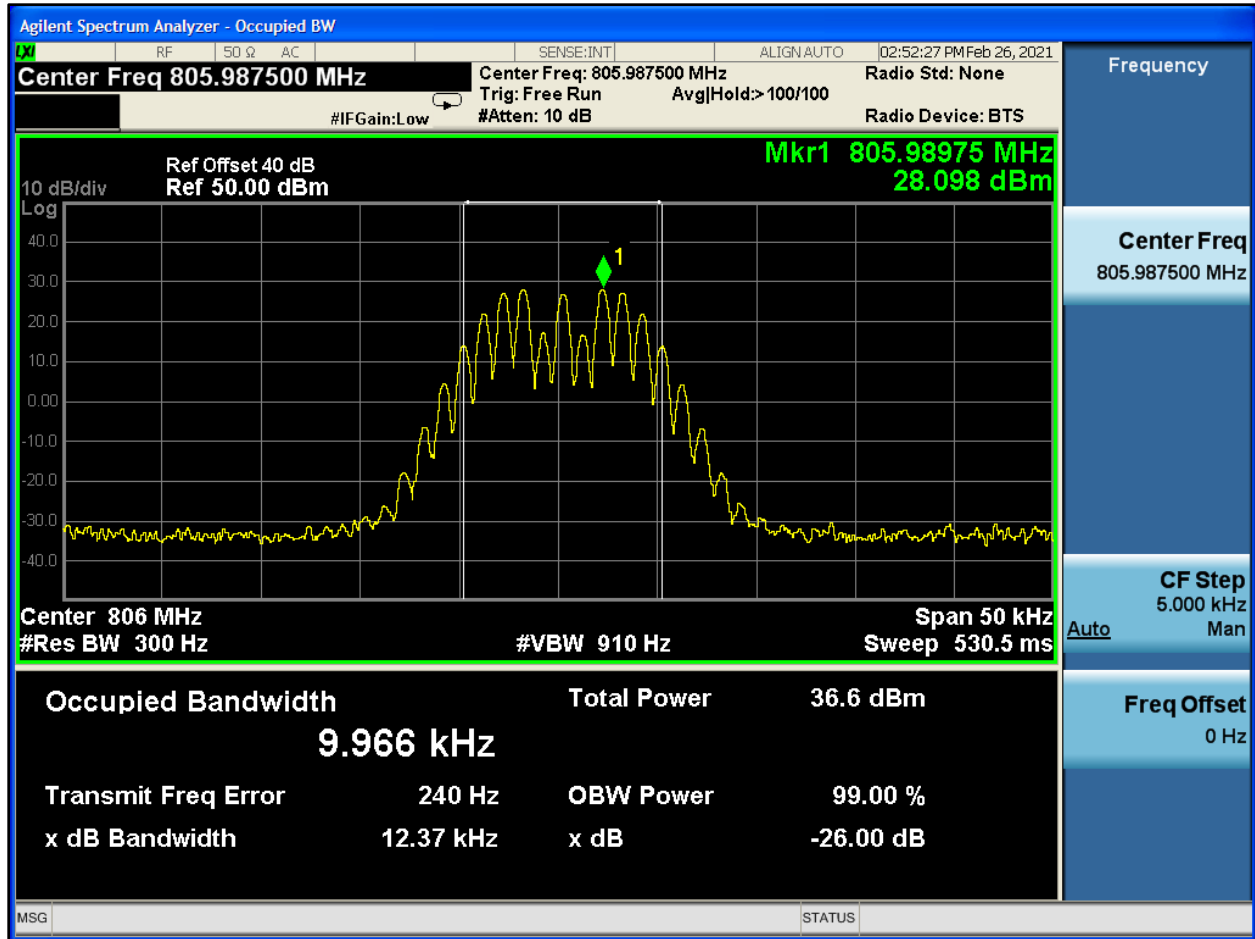 Agilent Spectrum Analyzer - Occupied BW
LXI RF 50 Ω AC SENSE:INT ALIGN AUTO 02:52:27 PM Feb 26, 2021
Center Freq 805.987500 MHz
Center Freq: 805.987500 MHz
Radio Std: None
Trig: Free Run Avg|Hold:>100/100
#IFGain:Low
#Atten: 10 dB
Radio Device: BTS
Mkr1 805.98975 MHz
28.098 dBm
Ref Offset 40 dB
10 dB/div Ref 50.00 dBm
Log
40.0
30.0
20.0
10.0
0.00
-10.0
-20.0
-30.0
-40.0
1
Center 806 MHz Span 50 kHz
#Res BW 300 Hz #VBW 910 Hz Sweep 530.5 ms
Occupied Bandwidth Total Power 36.6 dBm
9.966 kHz
Transmit Freq Error 240 Hz OBW Power 99.00 %
x dB Bandwidth 12.37 kHz x dB -26.00 dB
Frequency
Center Freq
805.987500 MHz
CF Step
5.000 kHz
Auto Man
Freq Offset
0 Hz
MSG STATUS